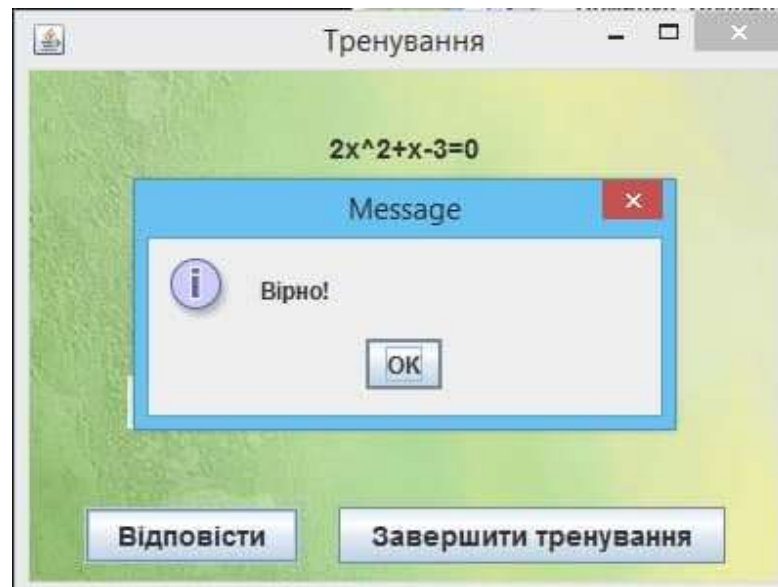 Тренування
2x^2+x-3=0
Message
Вірно!
OK
Відповісти
Завершити тренування